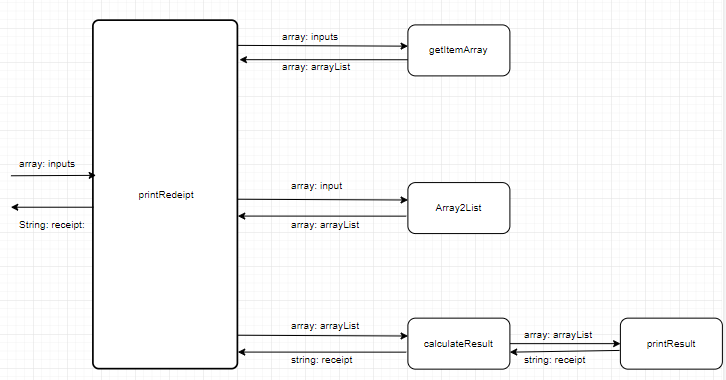 array: inputs
getItemArray
array: arrayList
array: inputs
printRedeipt
array: input
Array2List
String: receipt:
array: arrayList
array: arrayList
array: arrayList
calculateResult
printResult
string: receipt
string: receipt